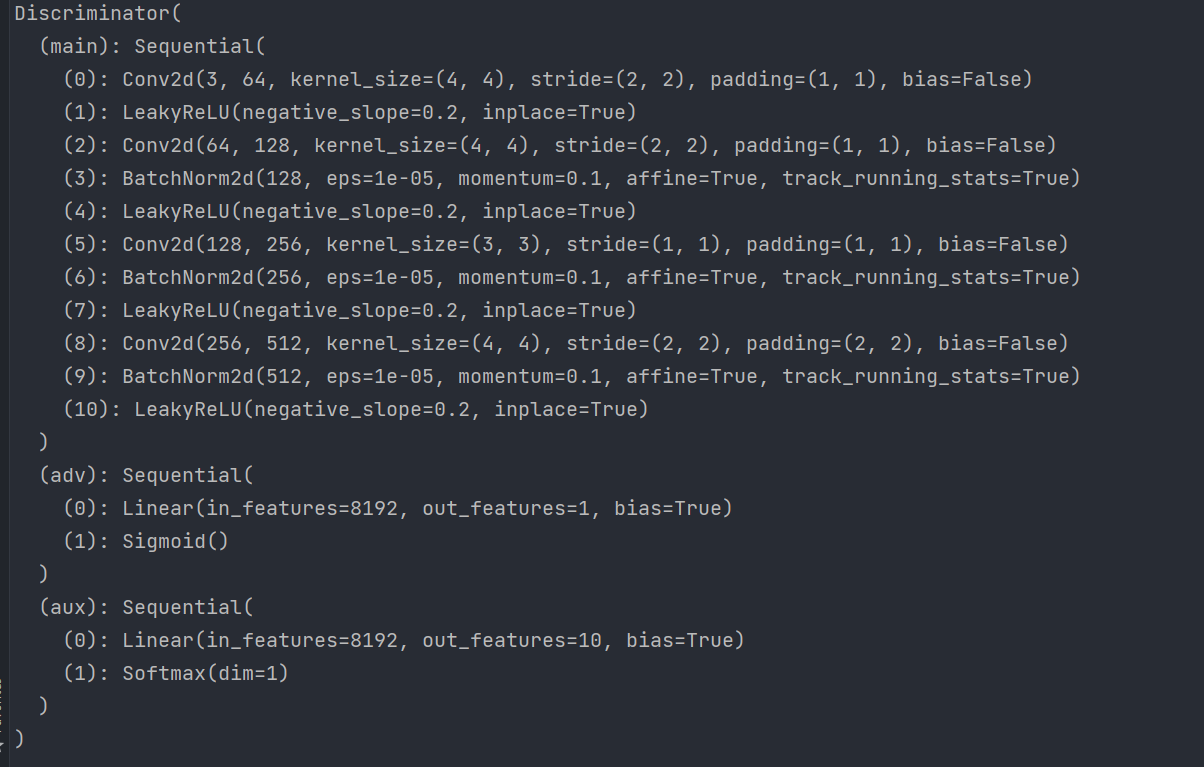 Discriminator(
  (main): Sequential(
    (0): Conv2d(3, 64, kernel_size=(4, 4), stride=(2, 2), padding=(1, 1), bias=False)
    (1): LeakyReLU(negative_slope=0.2, inplace=True)
    (2): Conv2d(64, 128, kernel_size=(4, 4), stride=(2, 2), padding=(1, 1), bias=False)
    (3): BatchNorm2d(128, eps=1e-05, momentum=0.1, affine=True, track_running_stats=True)
    (4): LeakyReLU(negative_slope=0.2, inplace=True)
    (5): Conv2d(128, 256, kernel_size=(3, 3), stride=(1, 1), padding=(1, 1), bias=False)
    (6): BatchNorm2d(256, eps=1e-05, momentum=0.1, affine=True, track_running_stats=True)
    (7): LeakyReLU(negative_slope=0.2, inplace=True)
    (8): Conv2d(256, 512, kernel_size=(4, 4), stride=(2, 2), padding=(2, 2), bias=False)
    (9): BatchNorm2d(512, eps=1e-05, momentum=0.1, affine=True, track_running_stats=True)
    (10): LeakyReLU(negative_slope=0.2, inplace=True)
  )
  (adv): Sequential(
    (0): Linear(in_features=8192, out_features=1, bias=True)
    (1): Sigmoid()
  )
  (aux): Sequential(
    (0): Linear(in_features=8192, out_features=10, bias=True)
    (1): Softmax(dim=1)
  )
)